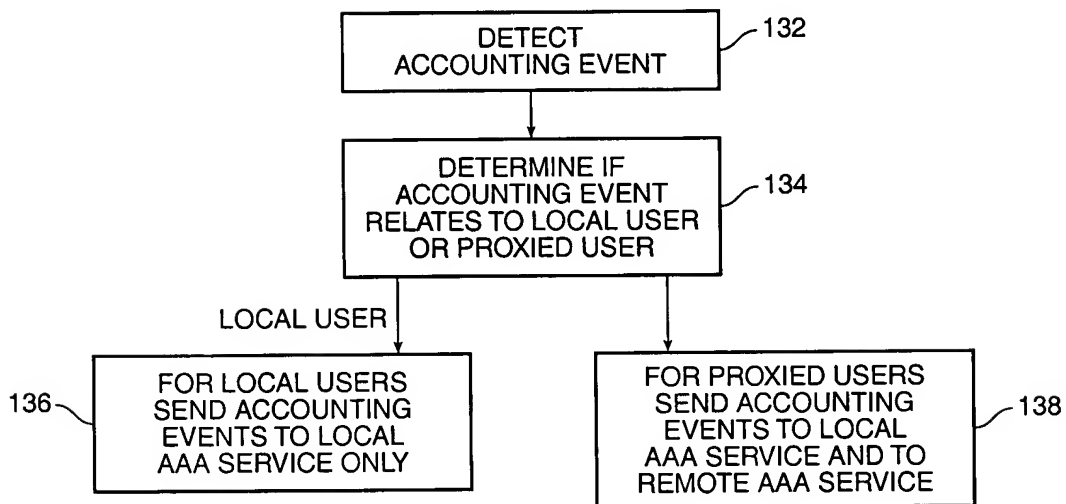 DETECT
ACCOUNTING EVENT
132
DETERMINE IF
ACCOUNTING EVENT
RELATES TO LOCAL USER
OR PROXIED USER
134
LOCAL USER
136
FOR LOCAL USERS
SEND ACCOUNTING
EVENTS TO LOCAL
AAA SERVICE ONLY
FOR PROXIED USERS
SEND ACCOUNTING
EVENTS TO LOCAL
AAA SERVICE AND TO
REMOTE AAA SERVICE
138